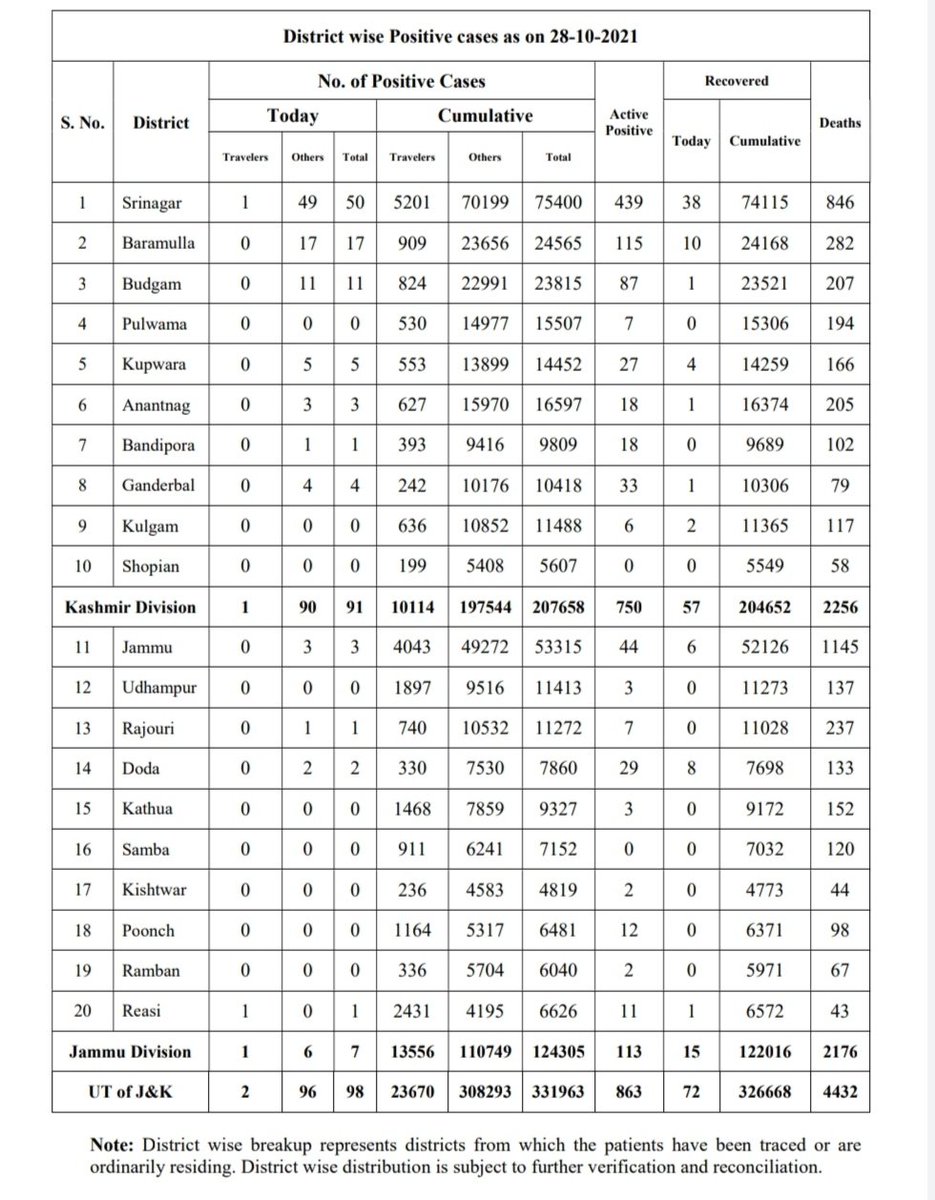 District wise Positive cases as on 28-10-2021
S. No. District No. of Positive Cases Active Positive Recovered Deaths
Today Cumulative Today Cumulative
Travelers Others Total Travelers Others Total
1 Srinagar 1 49 50 5201 70199 75400 439 38 74115 846
2 Baramulla 0 17 17 909 23656 24565 115 10 24168 282
3 Budgam 0 11 11 824 22991 23815 87 1 23521 207
4 Pulwama 0 0 0 530 14977 15507 7 0 15306 194
5 Kupwara 0 5 5 553 13899 14452 27 4 14259 166
6 Anantnag 0 3 3 627 15970 16597 18 1 16374 205
7 Bandipora 0 1 1 393 9416 9809 18 0 9689 102
8 Ganderbal 0 4 4 242 10176 10418 33 1 10306 79
9 Kulgam 0 0 0 636 10852 11488 6 2 11365 117
10 Shopian 0 0 0 199 5408 5607 0 0 5549 58
Kashmir Division 1 90 91 10114 197544 207658 750 57 204652 2256
11 Jammu 0 3 3 4043 49272 53315 44 6 52126 1145
12 Udhampur 0 0 0 1897 9516 11413 3 0 11273 137
13 Rajouri 0 1 1 740 10532 11272 7 0 11028 237
14 Doda 0 2 2 330 7530 7860 29 8 7698 133
15 Kathua 0 0 0 1468 7859 9327 3 0 9172 152
16 Samba 0 0 0 911 6241 7152 0 0 7032 120
17 Kishtwar 0 0 0 236 4583 4819 2 0 4773 44
18 Poonch 0 0 0 1164 5317 6481 12 0 6371 98
19 Ramban 0 0 0 336 5704 6040 2 0 5971 67
20 Reasi 1 0 1 2431 4195 6626 11 1 6572 43
Jammu Division 1 6 7 13556 110749 124305 113 15 122016 2176
UT of J&K 2 96 98 23670 308293 331963 863 72 326668 4432
Note: District wise breakup represents districts from which the patients have been traced or are
ordinarily residing. District wise distribution is subject to further verification and reconciliation.